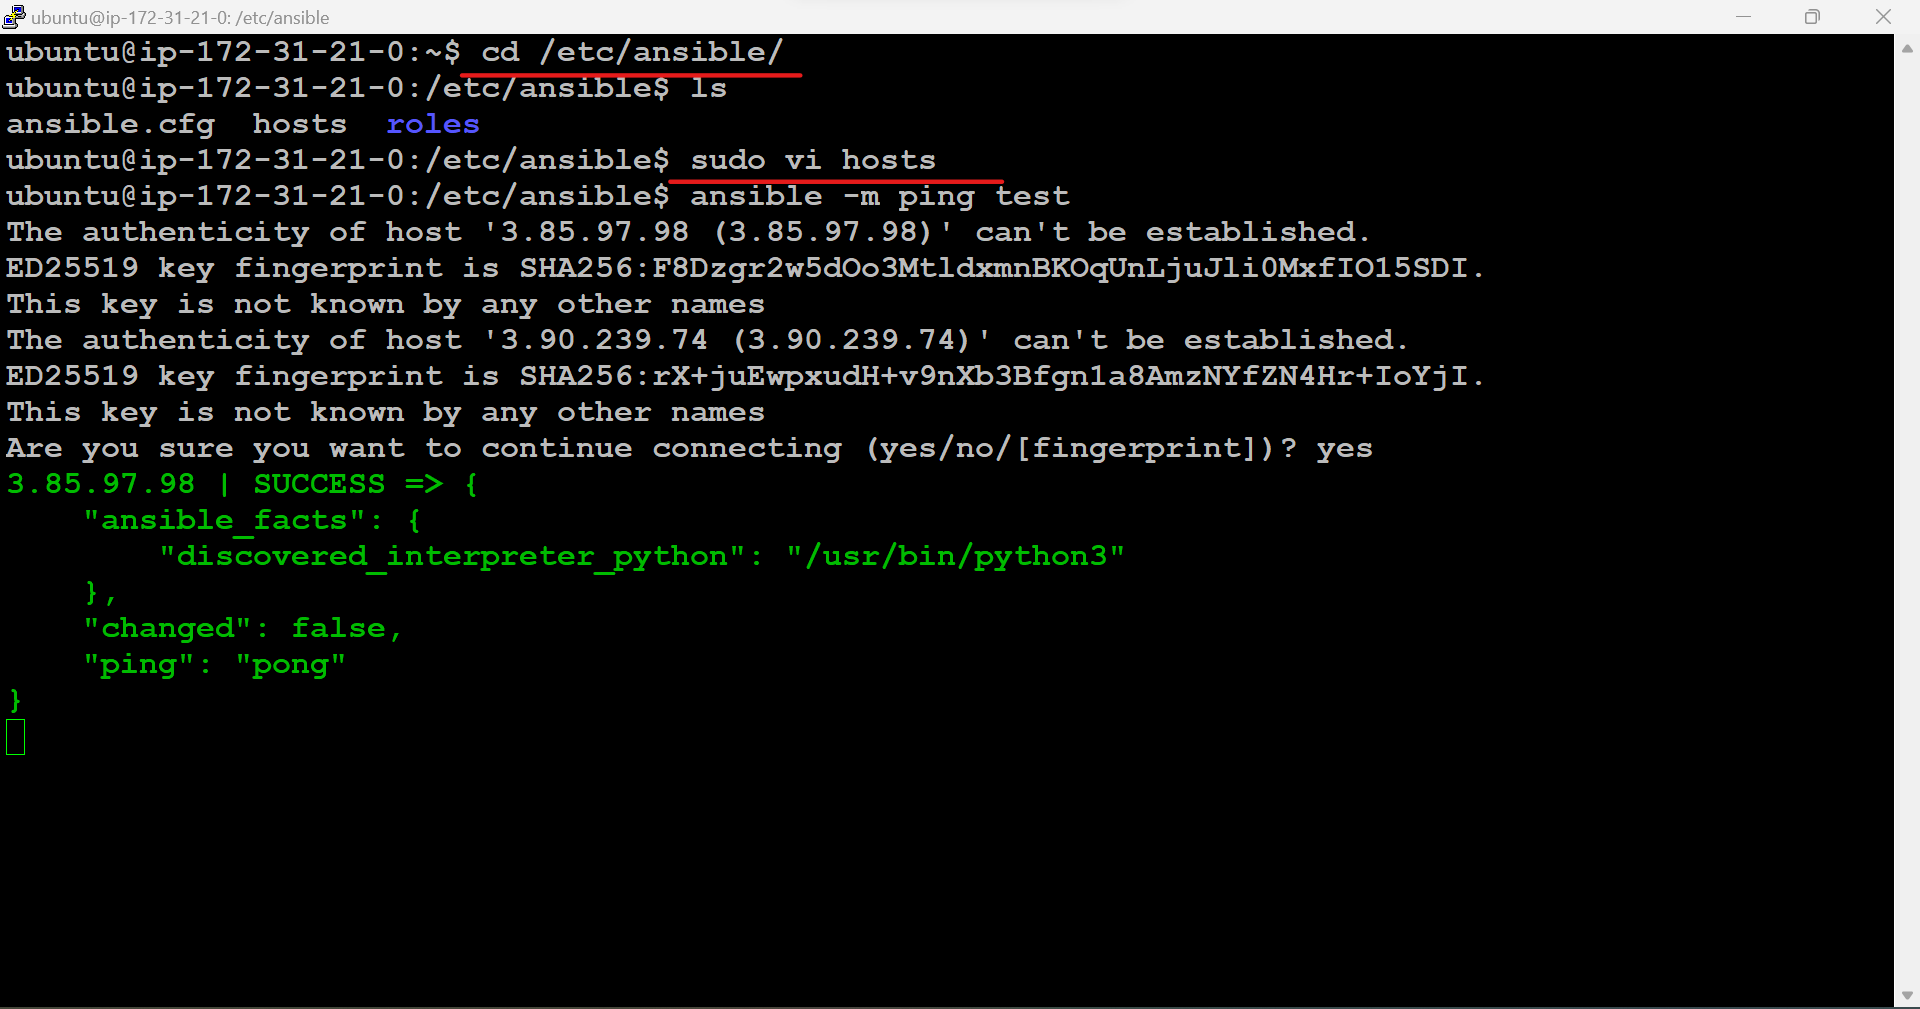 ubuntu@ip-172-31-21-0: /etc/ansible
ubuntu@ip-172-31-21-0:~$ cd /etc/ansible/
ubuntu@ip-172-31-21-0:/etc/ansible$ ls
ansible.cfg  hosts  roles
ubuntu@ip-172-31-21-0:/etc/ansible$ sudo vi hosts
ubuntu@ip-172-31-21-0:/etc/ansible$ ansible -m ping test
The authenticity of host '3.85.97.98 (3.85.97.98)' can't be established.
ED25519 key fingerprint is SHA256:F8Dzgr2w5dOo3MtldxmnBKOqUnLjuJli0MxfIO15SDI.
This key is not known by any other names
The authenticity of host '3.90.239.74 (3.90.239.74)' can't be established.
ED25519 key fingerprint is SHA256:rX+juEwpxudH+v9nXb3Bfgn1a8AmzNYfZN4Hr+IoYjI.
This key is not known by any other names
Are you sure you want to continue connecting (yes/no/[fingerprint])? yes
3.85.97.98 | SUCCESS => {
    "ansible_facts": {
        "discovered_interpreter_python": "/usr/bin/python3"
    },
    "changed": false,
    "ping": "pong"
}